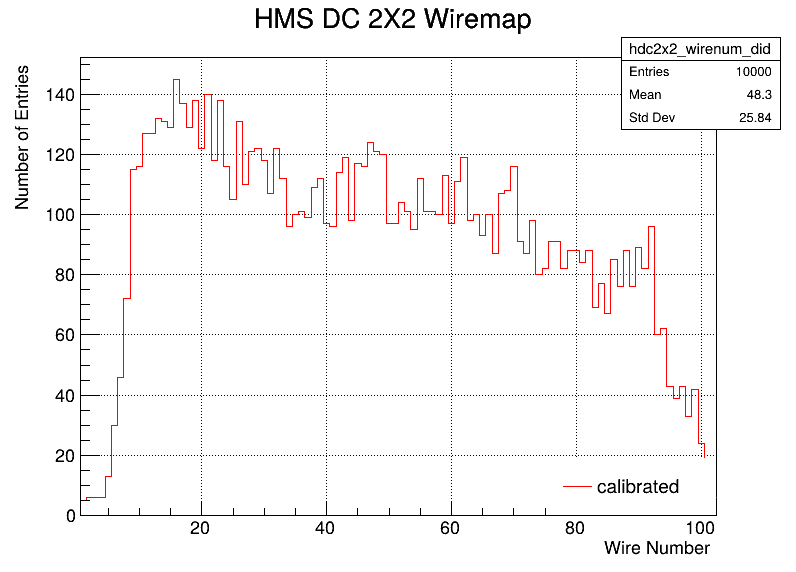 HMS DC 2X2 Wiremap
hdc2x2_wirenum_did
Entries 10000
Mean 48.3
Std Dev 25.84
Number of Entries
140
120
100
80
60
40
20
0
calibrated
20 40 60 80 100
Wire Number